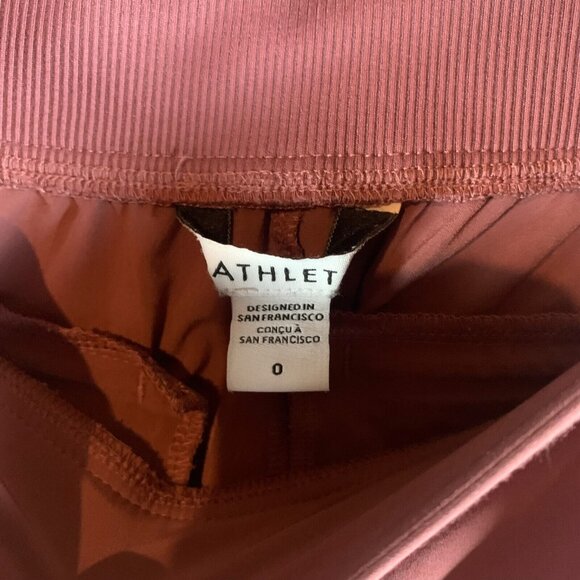 ATHLET
DESIGNED IN
SAN FRANCISCO
CONÇU À
SAN FRANCISCO
0